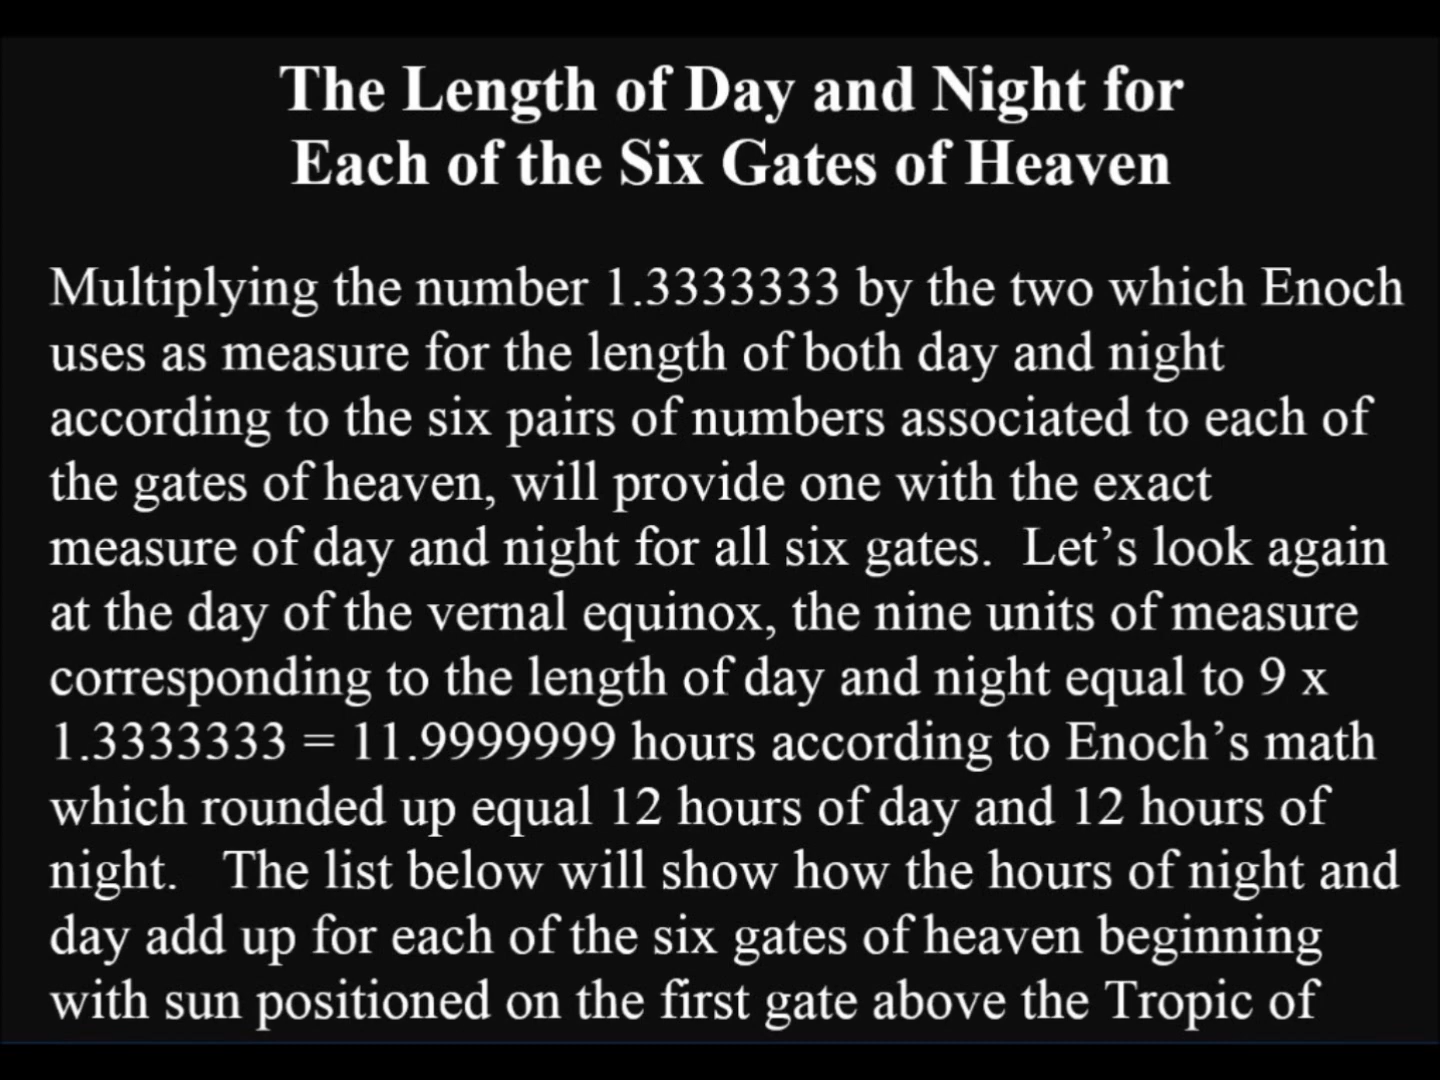 The Length of Day and Night for
Each of the Six Gates of Heaven
Multiplying the number 1.3333333 by the two which Enoch
uses as measure for the length of both day and night
according to the six pairs of numbers associated to each of
the gates of heaven, will provide one with the exact
measure of day and night for all six gates.  Let’s look again
at the day of the vernal equinox, the nine units of measure
corresponding to the length of day and night equal to 9 x
1.3333333 = 11.9999999 hours according to Enoch’s math
which rounded up equal 12 hours of day and 12 hours of
night.   The list below will show how the hours of night and
day add up for each of the six gates of heaven beginning
with sun positioned on the first gate above the Tropic of